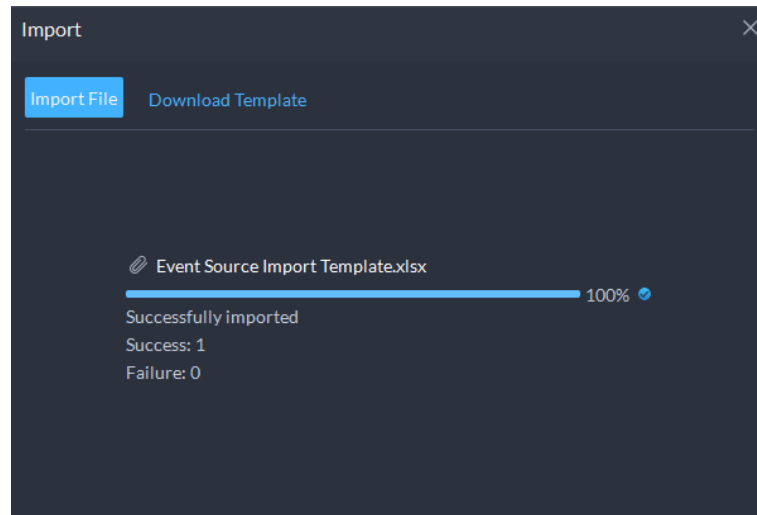 Import
Import File Download Template
Event Source Import Template.xlsx
100%
Successfully imported
Success: 1
Failure: 0